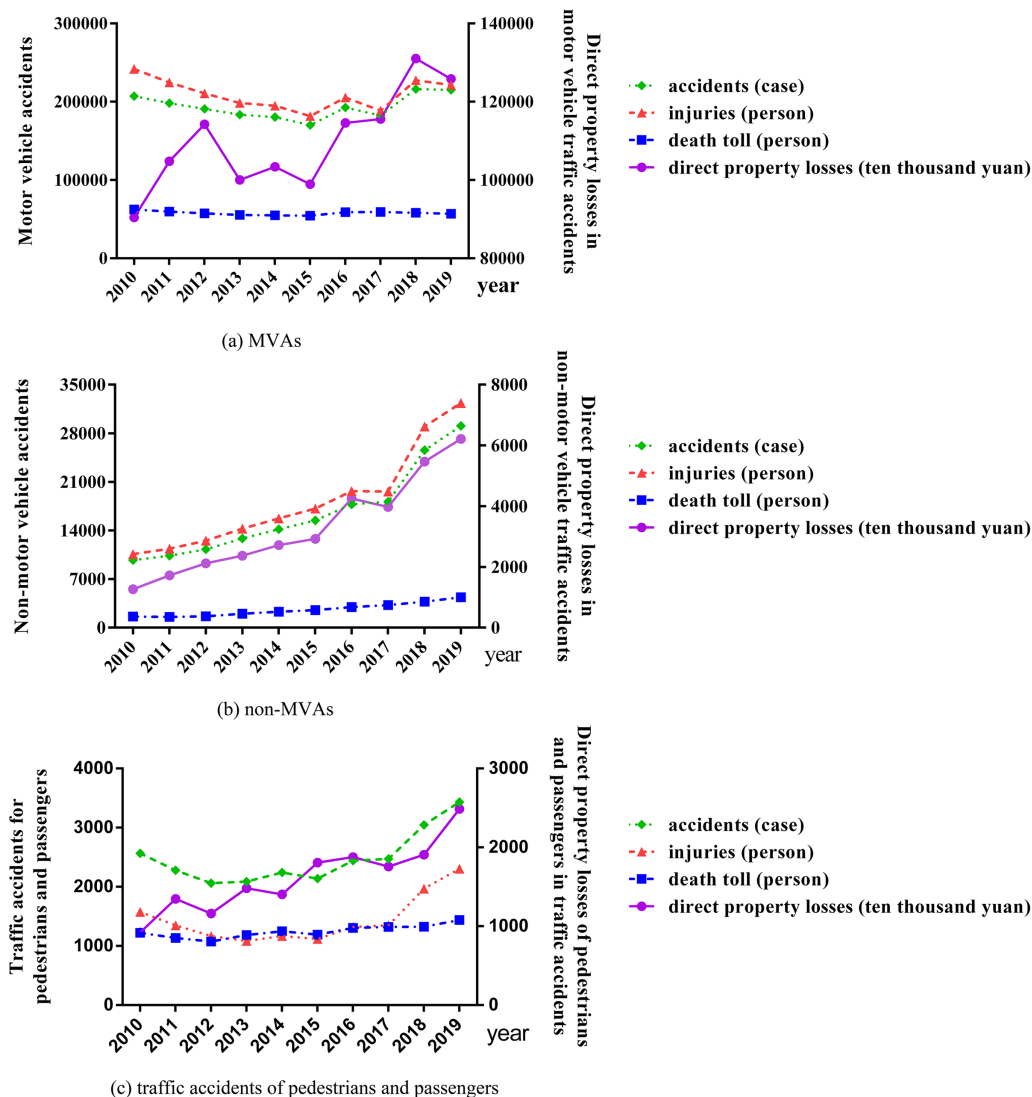 Motor vehicle accidents
300000
200000
100000
0
140000
120000
100000
80000
Direct property losses in
motor vehicle traffic accidents
2010
2011
2012
2013
2014
2015
2016
2017
2018
2019
year
accidents (case)
injuries (person)
death toll (person)
direct property losses (ten thousand yuan)
(a) MVAs
Non-motor vehicle accidents
35000
28000
21000
14000
7000
0
8000
6000
4000
2000
0
Direct property losses in
non-motor vehicle traffic accidents
2010
2011
2012
2013
2014
2015
2016
2017
2018
2019
year
accidents (case)
injuries (person)
death toll (person)
direct property losses (ten thousand yuan)
(b) non-MVAs
Traffic accidents for
pedestrians and passengers
4000
3000
2000
1000
0
3000
2000
1000
0
Direct property losses of pedestrians
and passengers in traffic accidents
2010
2011
2012
2013
2014
2015
2016
2017
2018
2019
year
accidents (case)
injuries (person)
death toll (person)
direct property losses (ten thousand yuan)
(c) traffic accidents of pedestrians and passengers